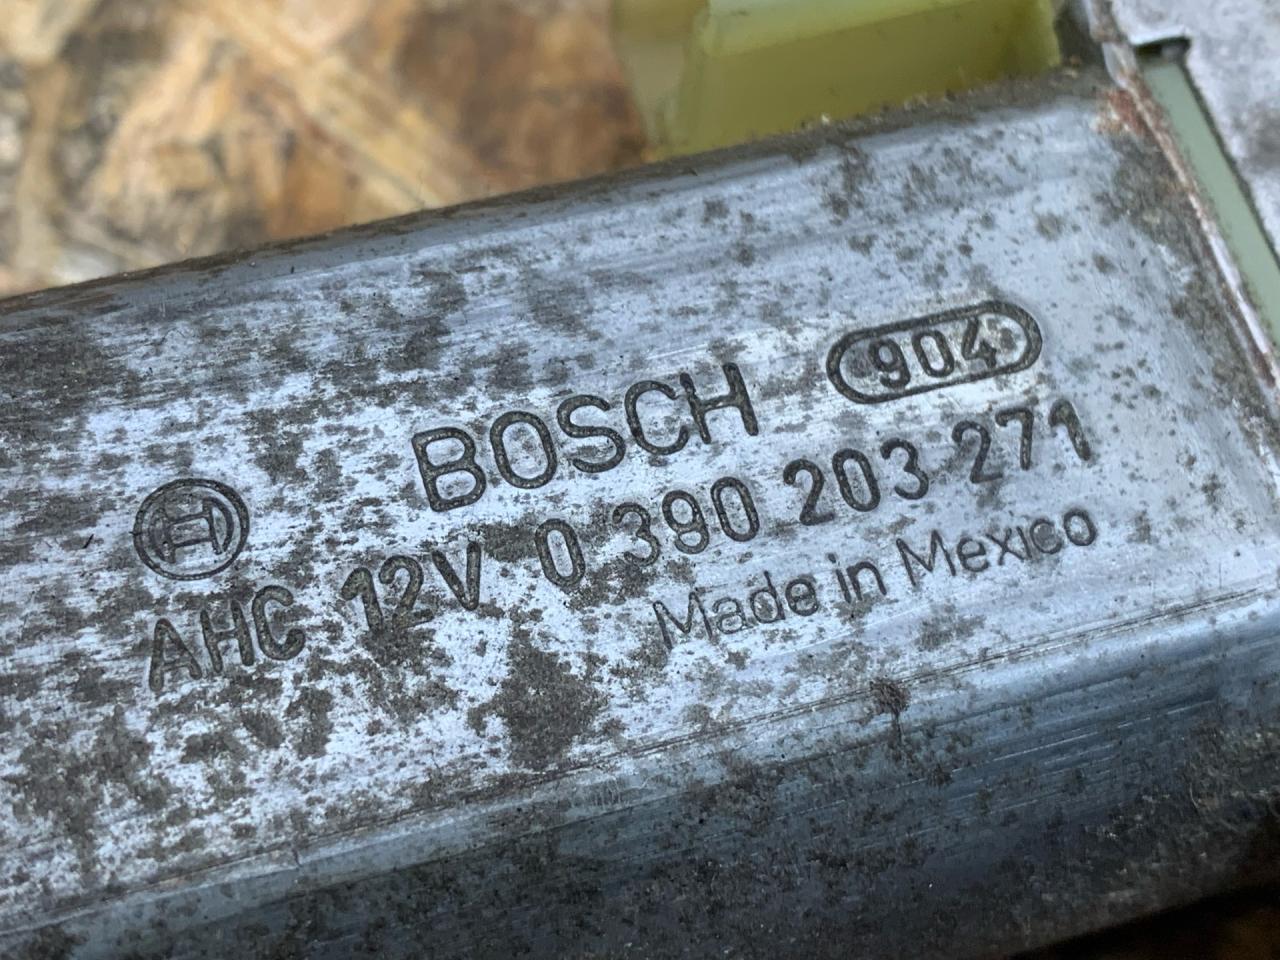 BOSCH 904
AHC 12V 0 390 203 271
Made in Mexico